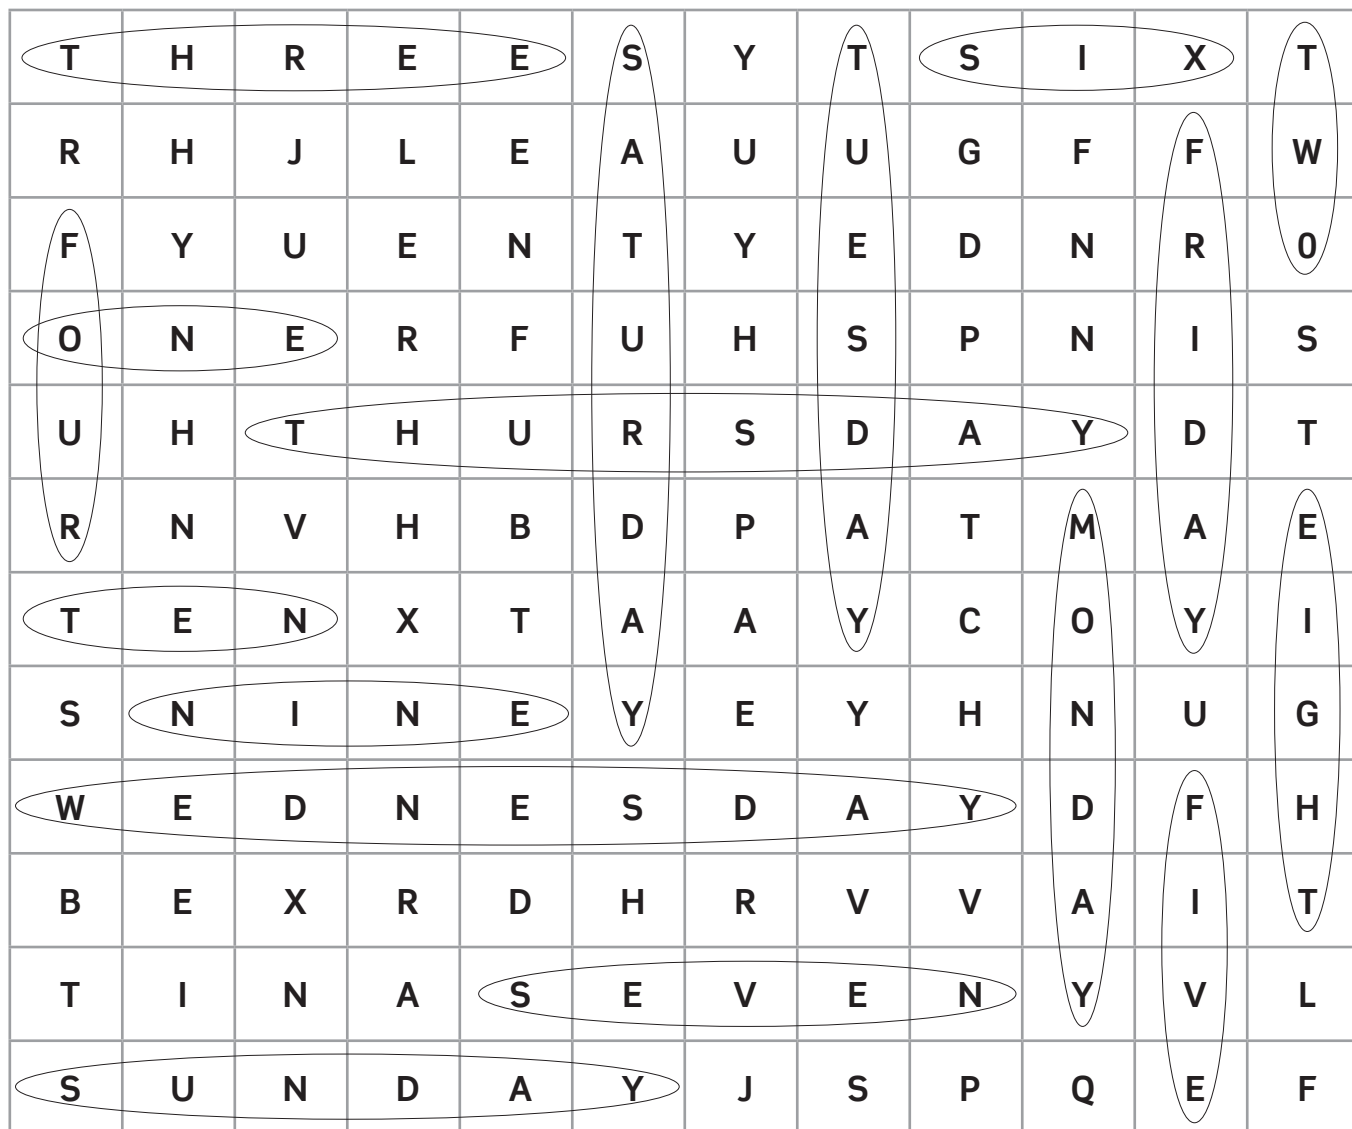 T H R E E S Y T S I X T
R H J L E A U U G F F W
F Y U E N T Y E D N R 0
O N E R F U H S P N I S
U H T H U R S D A Y D T
R N V H B D P A T M A E
T E N X T A A Y C O Y I
S N I N E Y E Y H N U G
W E D N E S D A Y D F H
B E X R D H R V V A I T
T I N A S E V E N Y V L
S U N D A Y J S P Q E F